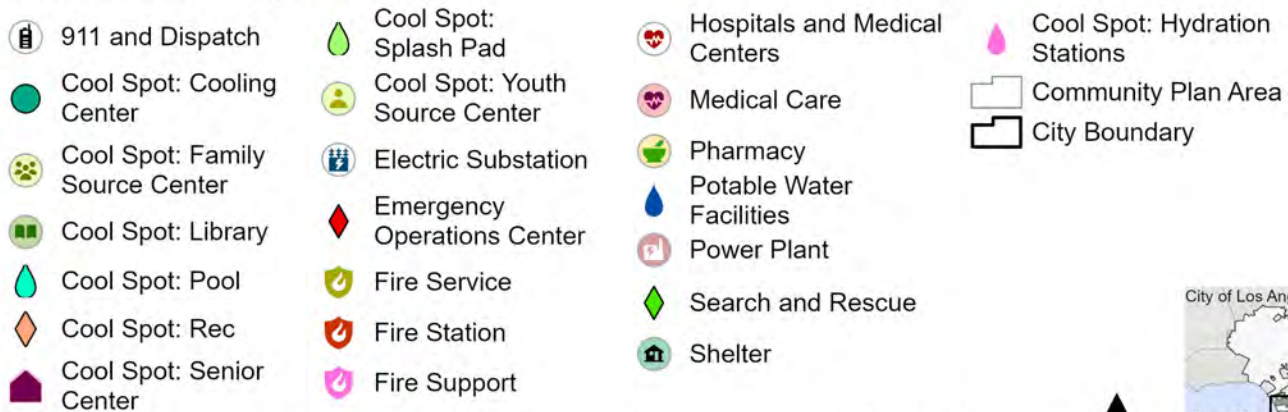 911 and Dispatch
Cool Spot: Cooling
Center
Cool Spot: Family
Source Center
Cool Spot: Library
Cool Spot: Pool
Cool Spot: Rec
Cool Spot: Senior
Center
Cool Spot:
Splash Pad
Cool Spot: Youth
Source Center
Electric Substation
Emergency
Operations Center
Fire Service
Fire Station
Fire Support
Hospitals and Medical
Centers
Medical Care
Pharmacy
Potable Water
Facilities
Power Plant
Search and Rescue
Shelter
Cool Spot: Hydration
Stations
Community Plan Area
City Boundary
City of Los